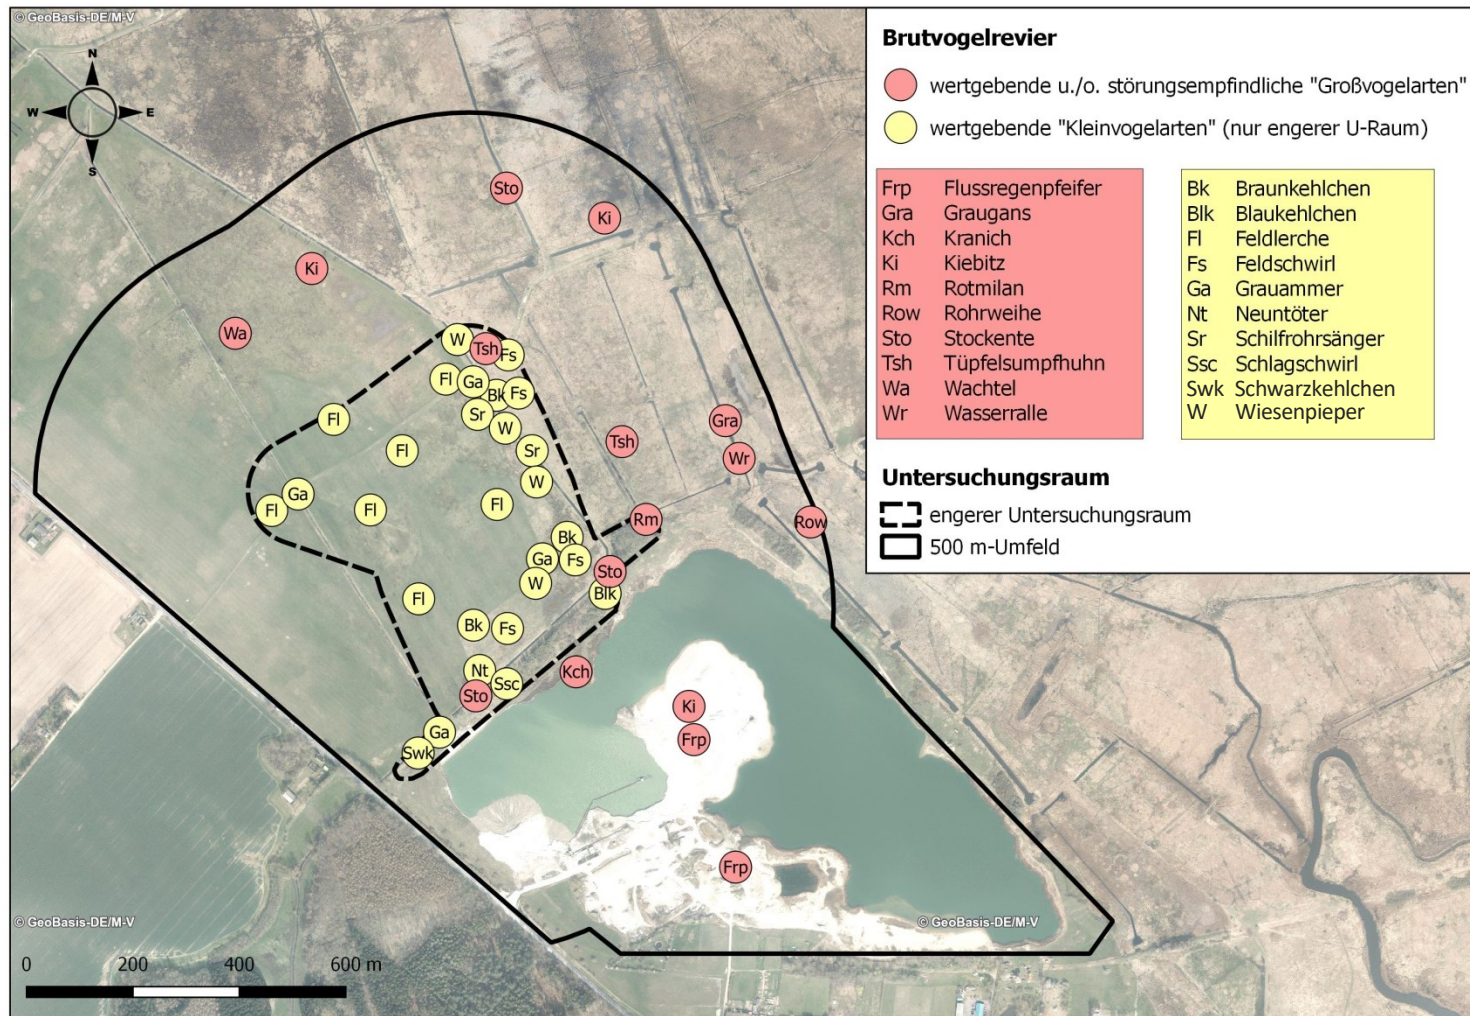 © GeoBasis-DE/M-V
N
W
E
S
Brutvogelrevier
wertgebende u./o. störungsempfindliche "Großvogelarten"
wertgebende "Kleinvogelarten" (nur engerer U-Raum)
Frp Flussregenpfeifer
Gra Graugans
Kch Kranich
Ki Kiebitz
Rm Rotmilan
Row Rohrweihe
Sto Stockente
Tsh Tüpfelsumpfhuhn
Wa Wachtel
Wr Wasserralle
Bk Braunkehlchen
Blk Blaukehlchen
Fl Feldlerche
Fs Feldschwirl
Ga Grauammer
Nt Neuntöter
Sr Schilfrohrsänger
Ssc Schlagschwirl
Swk Schwarzkehlchen
W Wiesenpieper
Untersuchungsraum
engerer Untersuchungsraum
500 m-Umfeld
Sto
Ki
Ki
Wa
W
Tsh
Fs
Fl
Ga
Bk
Fs
Sr
W
Fl
Fl
Sr
Tsh
Gra
Wr
W
Ga
Fl
Fl
Fl
Rm
Row
Bk
Ga
Fs
Sto
W
Blk
Fl
Bk
Fs
Nt
Ssc
Sto
Kch
Ki
Ga
Frp
Swk
Frp
© GeoBasis-DE/M-V
© GeoBasis-DE/M-V
0 200 400 600 m